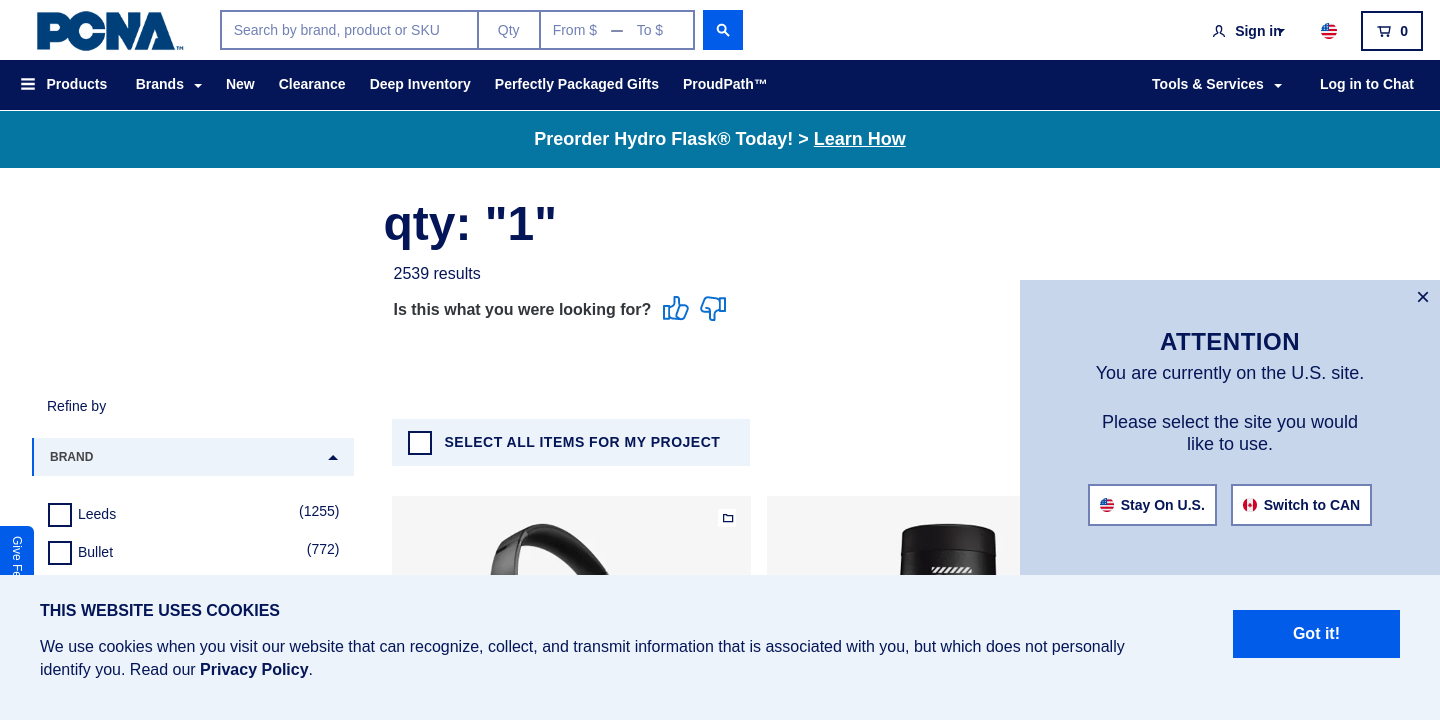 PCNA™
Search by brand, product or SKU
Qty
From $ — To $
Sign in
0
Products
Brands
New
Clearance
Deep Inventory
Perfectly Packaged Gifts
ProudPath™
Tools & Services
Log in to Chat
Preorder Hydro Flask® Today! > Learn How
qty: "1"
2539 results
Is this what you were looking for?
×
ATTENTION
You are currently on the U.S. site.
Please select the site you would
like to use.
Stay On U.S.
Switch to CAN
Refine by
BRAND
SELECT ALL ITEMS FOR MY PROJECT
Leeds (1255)
Bullet (772)
Give
THIS WEBSITE USES COOKIES
We use cookies when you visit our website that can recognize, collect, and transmit information that is associated with you, but which does not personally
identify you. Read our Privacy Policy.
Got it!